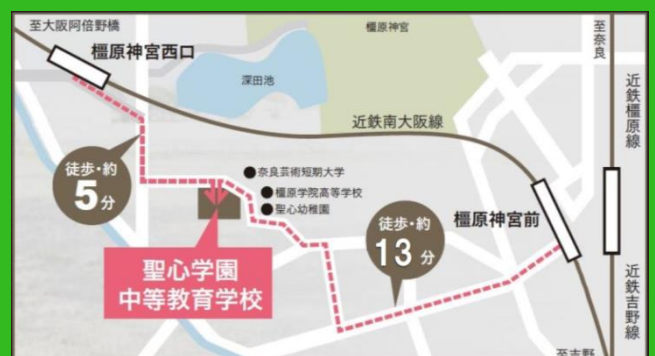 至大阪阿倍野橋
橿原神宮西口
橿原神宮
至奈良
深田池
近鉄橿原線
近鉄南大阪線
徒歩・約
5分
奈良芸術短期大学
橿原学院高等学校
聖心幼稚園
徒歩・約
13分
橿原神宮前
聖心学園
中等教育学校
近鉄吉野線
至吉野